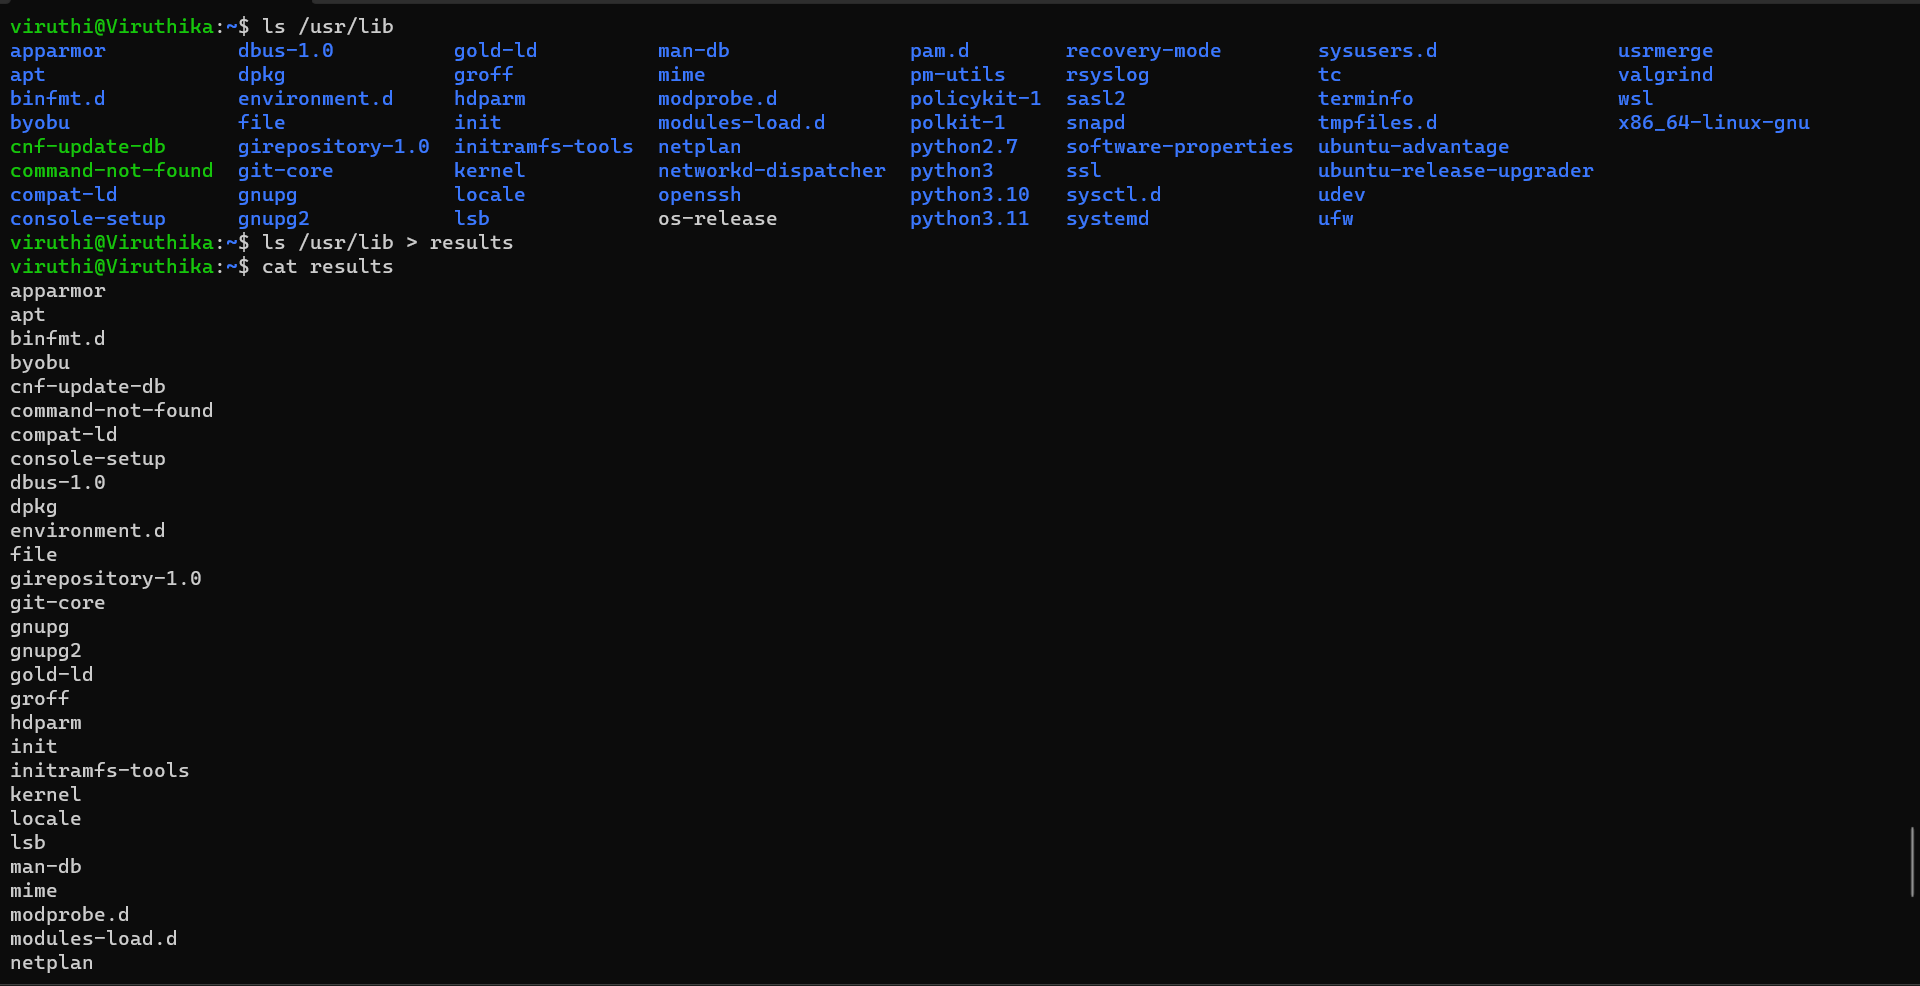 viruthi@Viruthika:~$ ls /usr/lib
apparmor dbus-1.0 gold-ld man-db pam.d recovery-mode sysusers.d usrmerge
apt dpkg groff mime pm-utils rsyslog tc valgrind
binfmt.d environment.d hdparm modprobe.d policykit-1 sasl2 terminfo wsl
byobu file init modules-load.d polkit-1 snapd tmpfiles.d x86_64-linux-gnu
cnf-update-db girepository-1.0 initramfs-tools netplan python2.7 software-properties ubuntu-advantage
command-not-found git-core kernel networkd-dispatcher python3 ssl ubuntu-release-upgrader
compat-ld gnupg locale openssh python3.10 sysctl.d udev
console-setup gnupg2 lsb os-release python3.11 systemd ufw
viruthi@Viruthika:~$ ls /usr/lib > results
viruthi@Viruthika:~$ cat results
apparmor
apt
binfmt.d
byobu
cnf-update-db
command-not-found
compat-ld
console-setup
dbus-1.0
dpkg
environment.d
file
girepository-1.0
git-core
gnupg
gnupg2
gold-ld
groff
hdparm
init
initramfs-tools
kernel
locale
lsb
man-db
mime
modprobe.d
modules-load.d
netplan